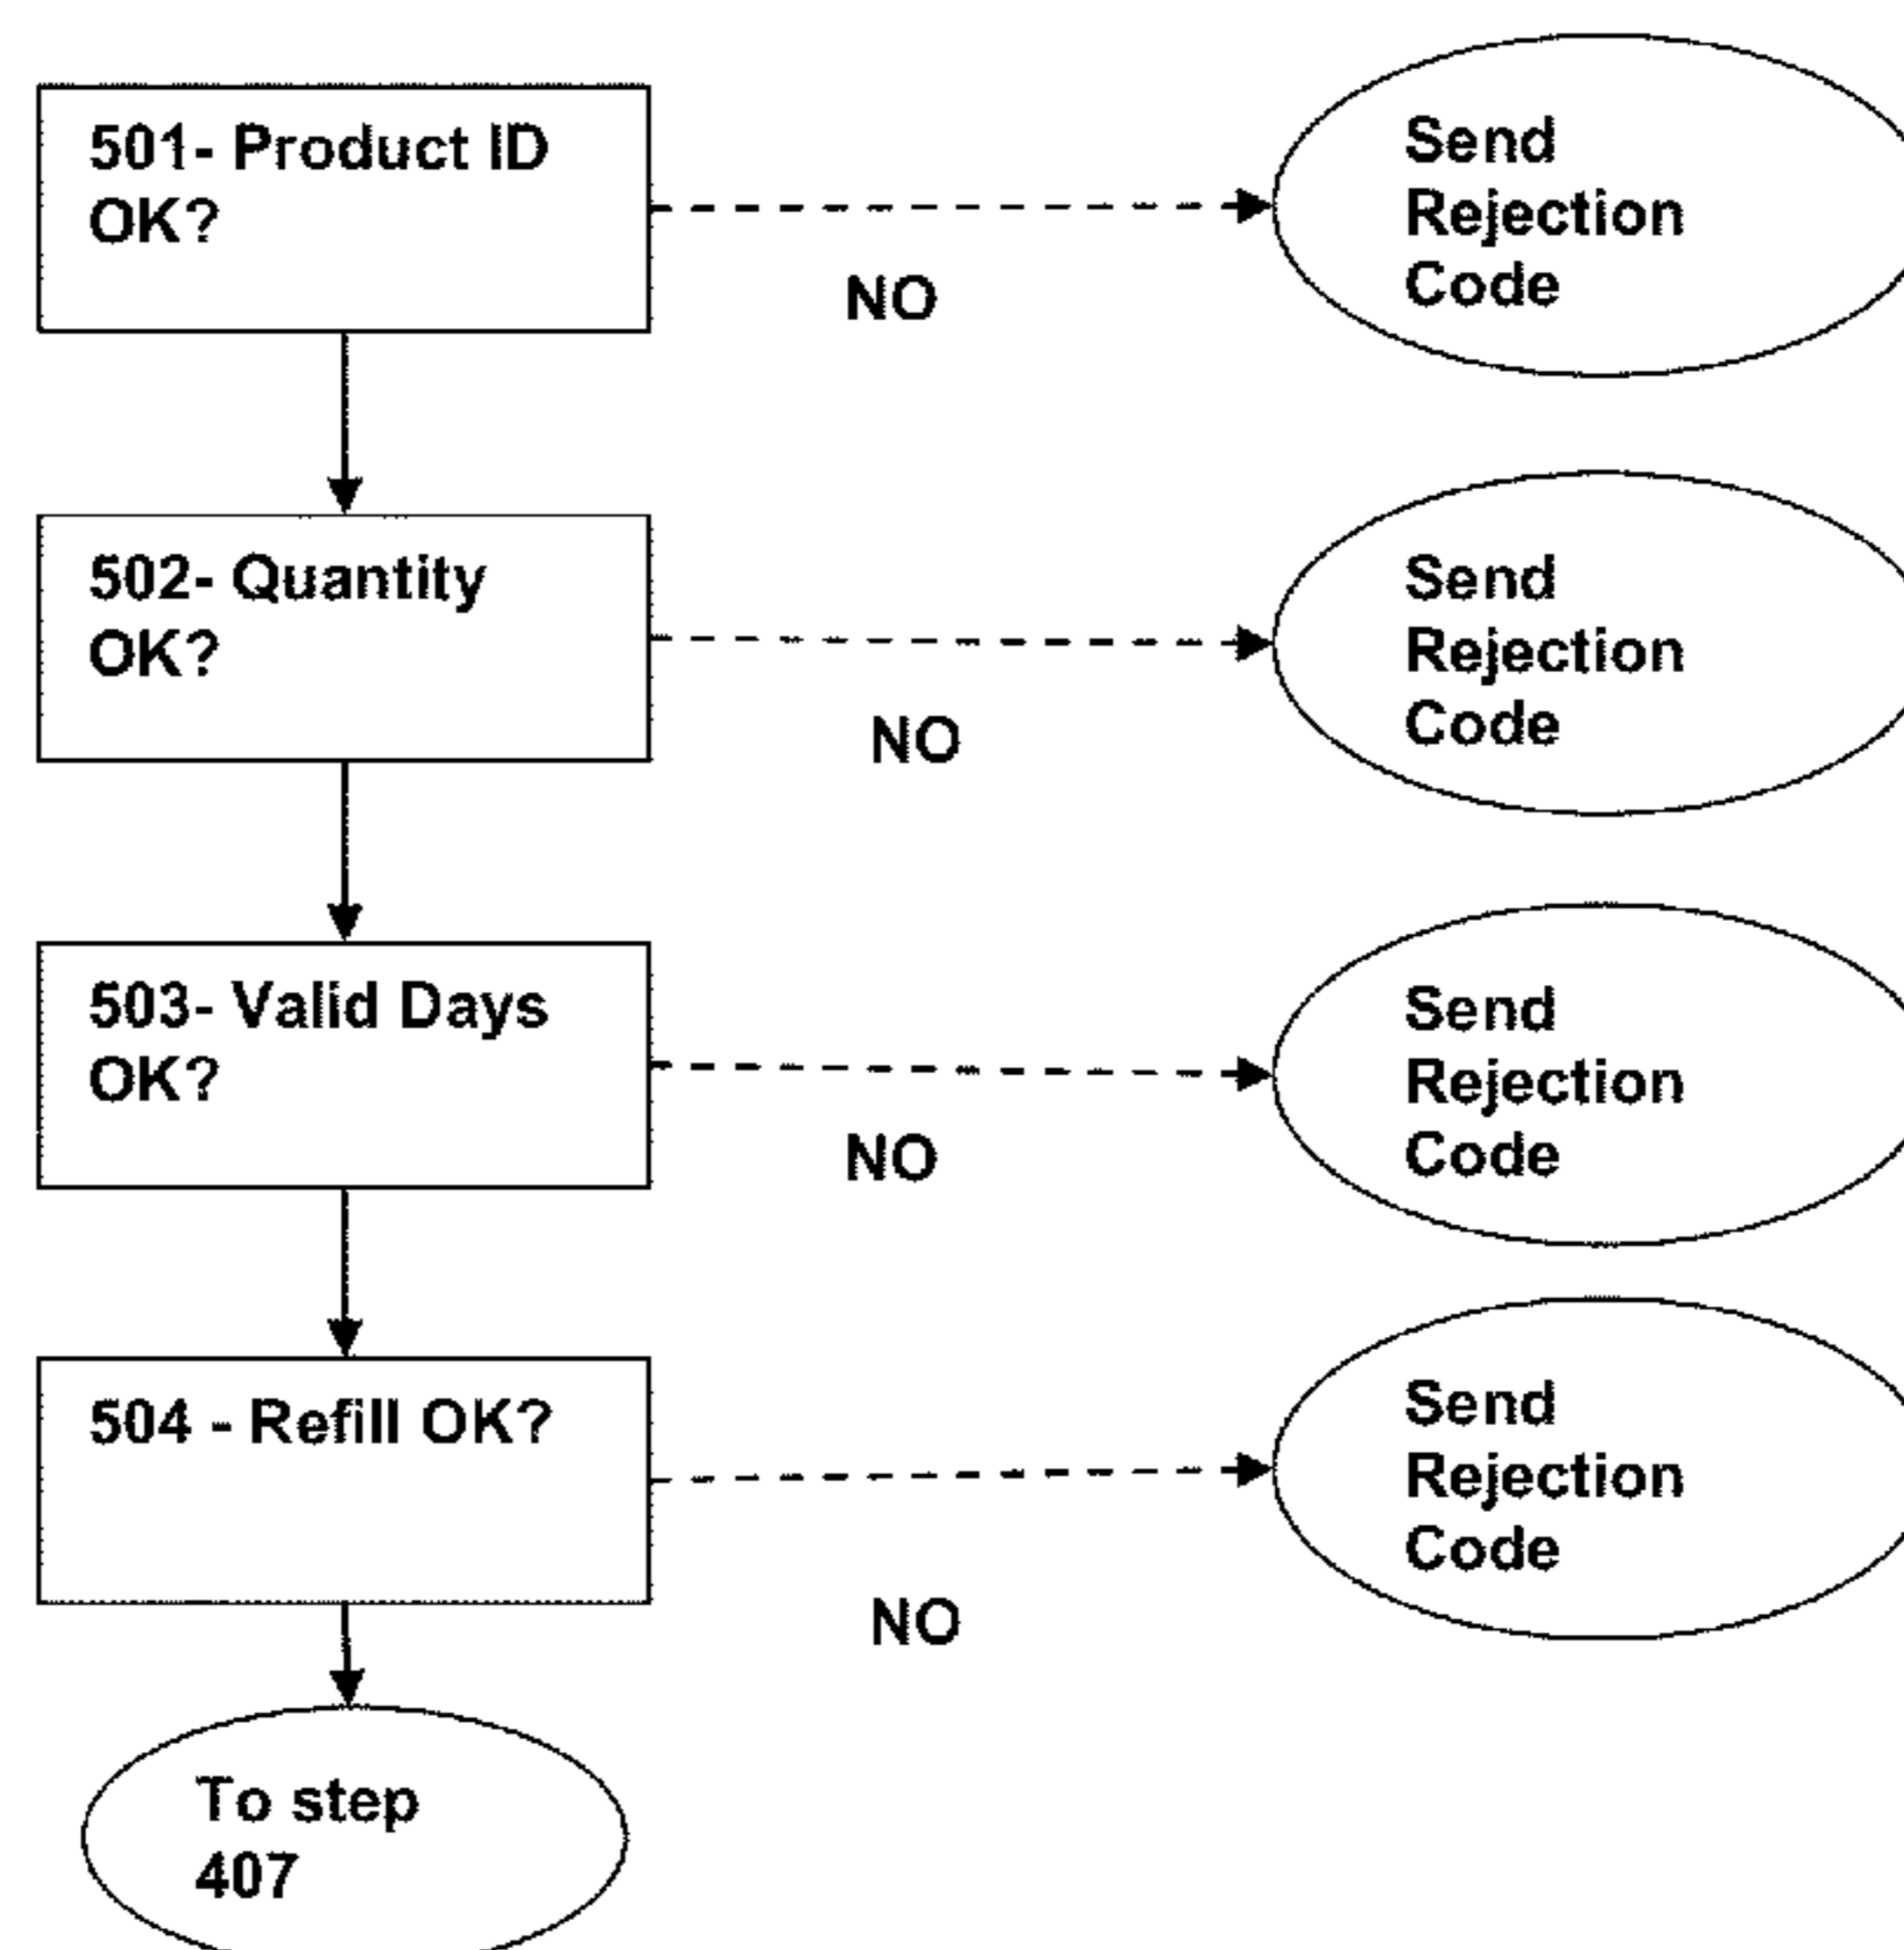 501- Product ID
OK?
NO
Send
Rejection
Code
502- Quantity
OK?
NO
Send
Rejection
Code
503- Valid Days
OK?
NO
Send
Rejection
Code
504 - Refill OK?
NO
Send
Rejection
Code
To step
407